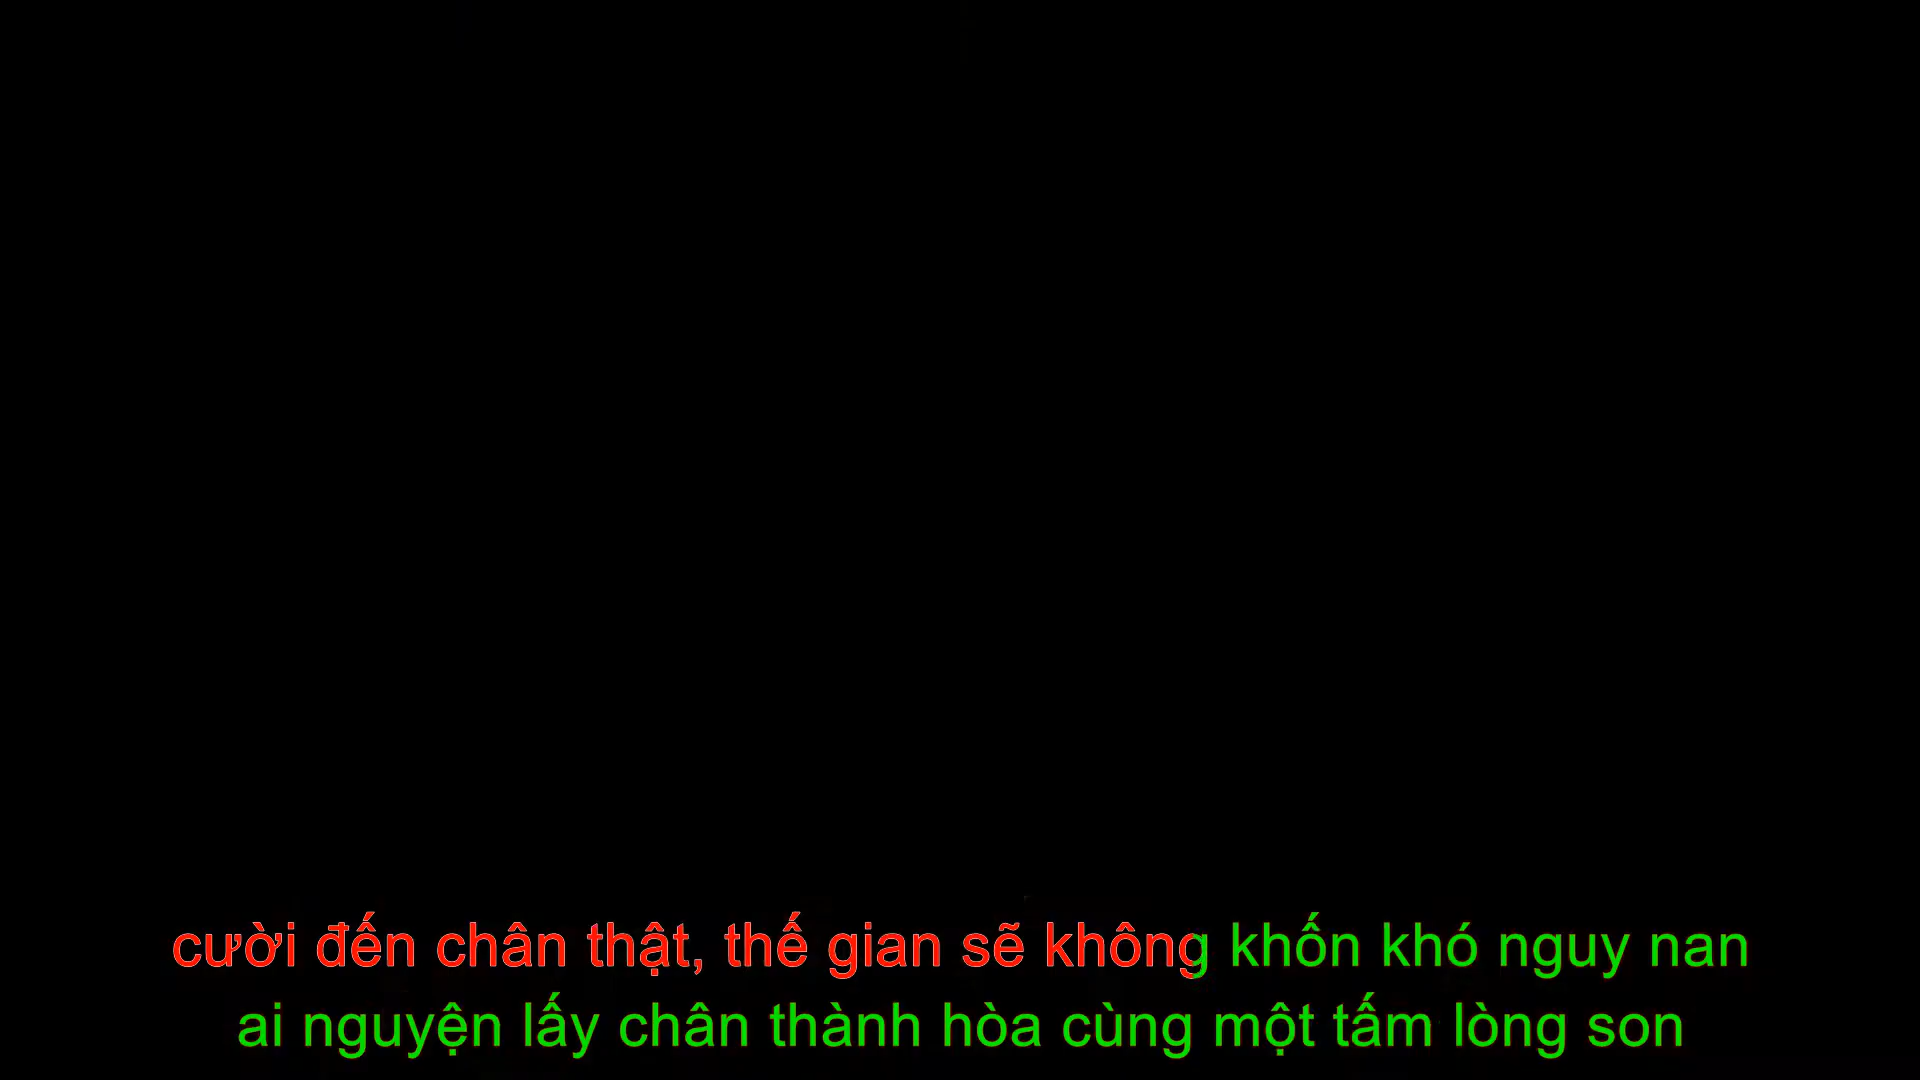 cười đến chân thật, thế gian sẽ không khốn khó nguy nan
ai nguyện lấy chân thành hòa cùng một tấm lòng son